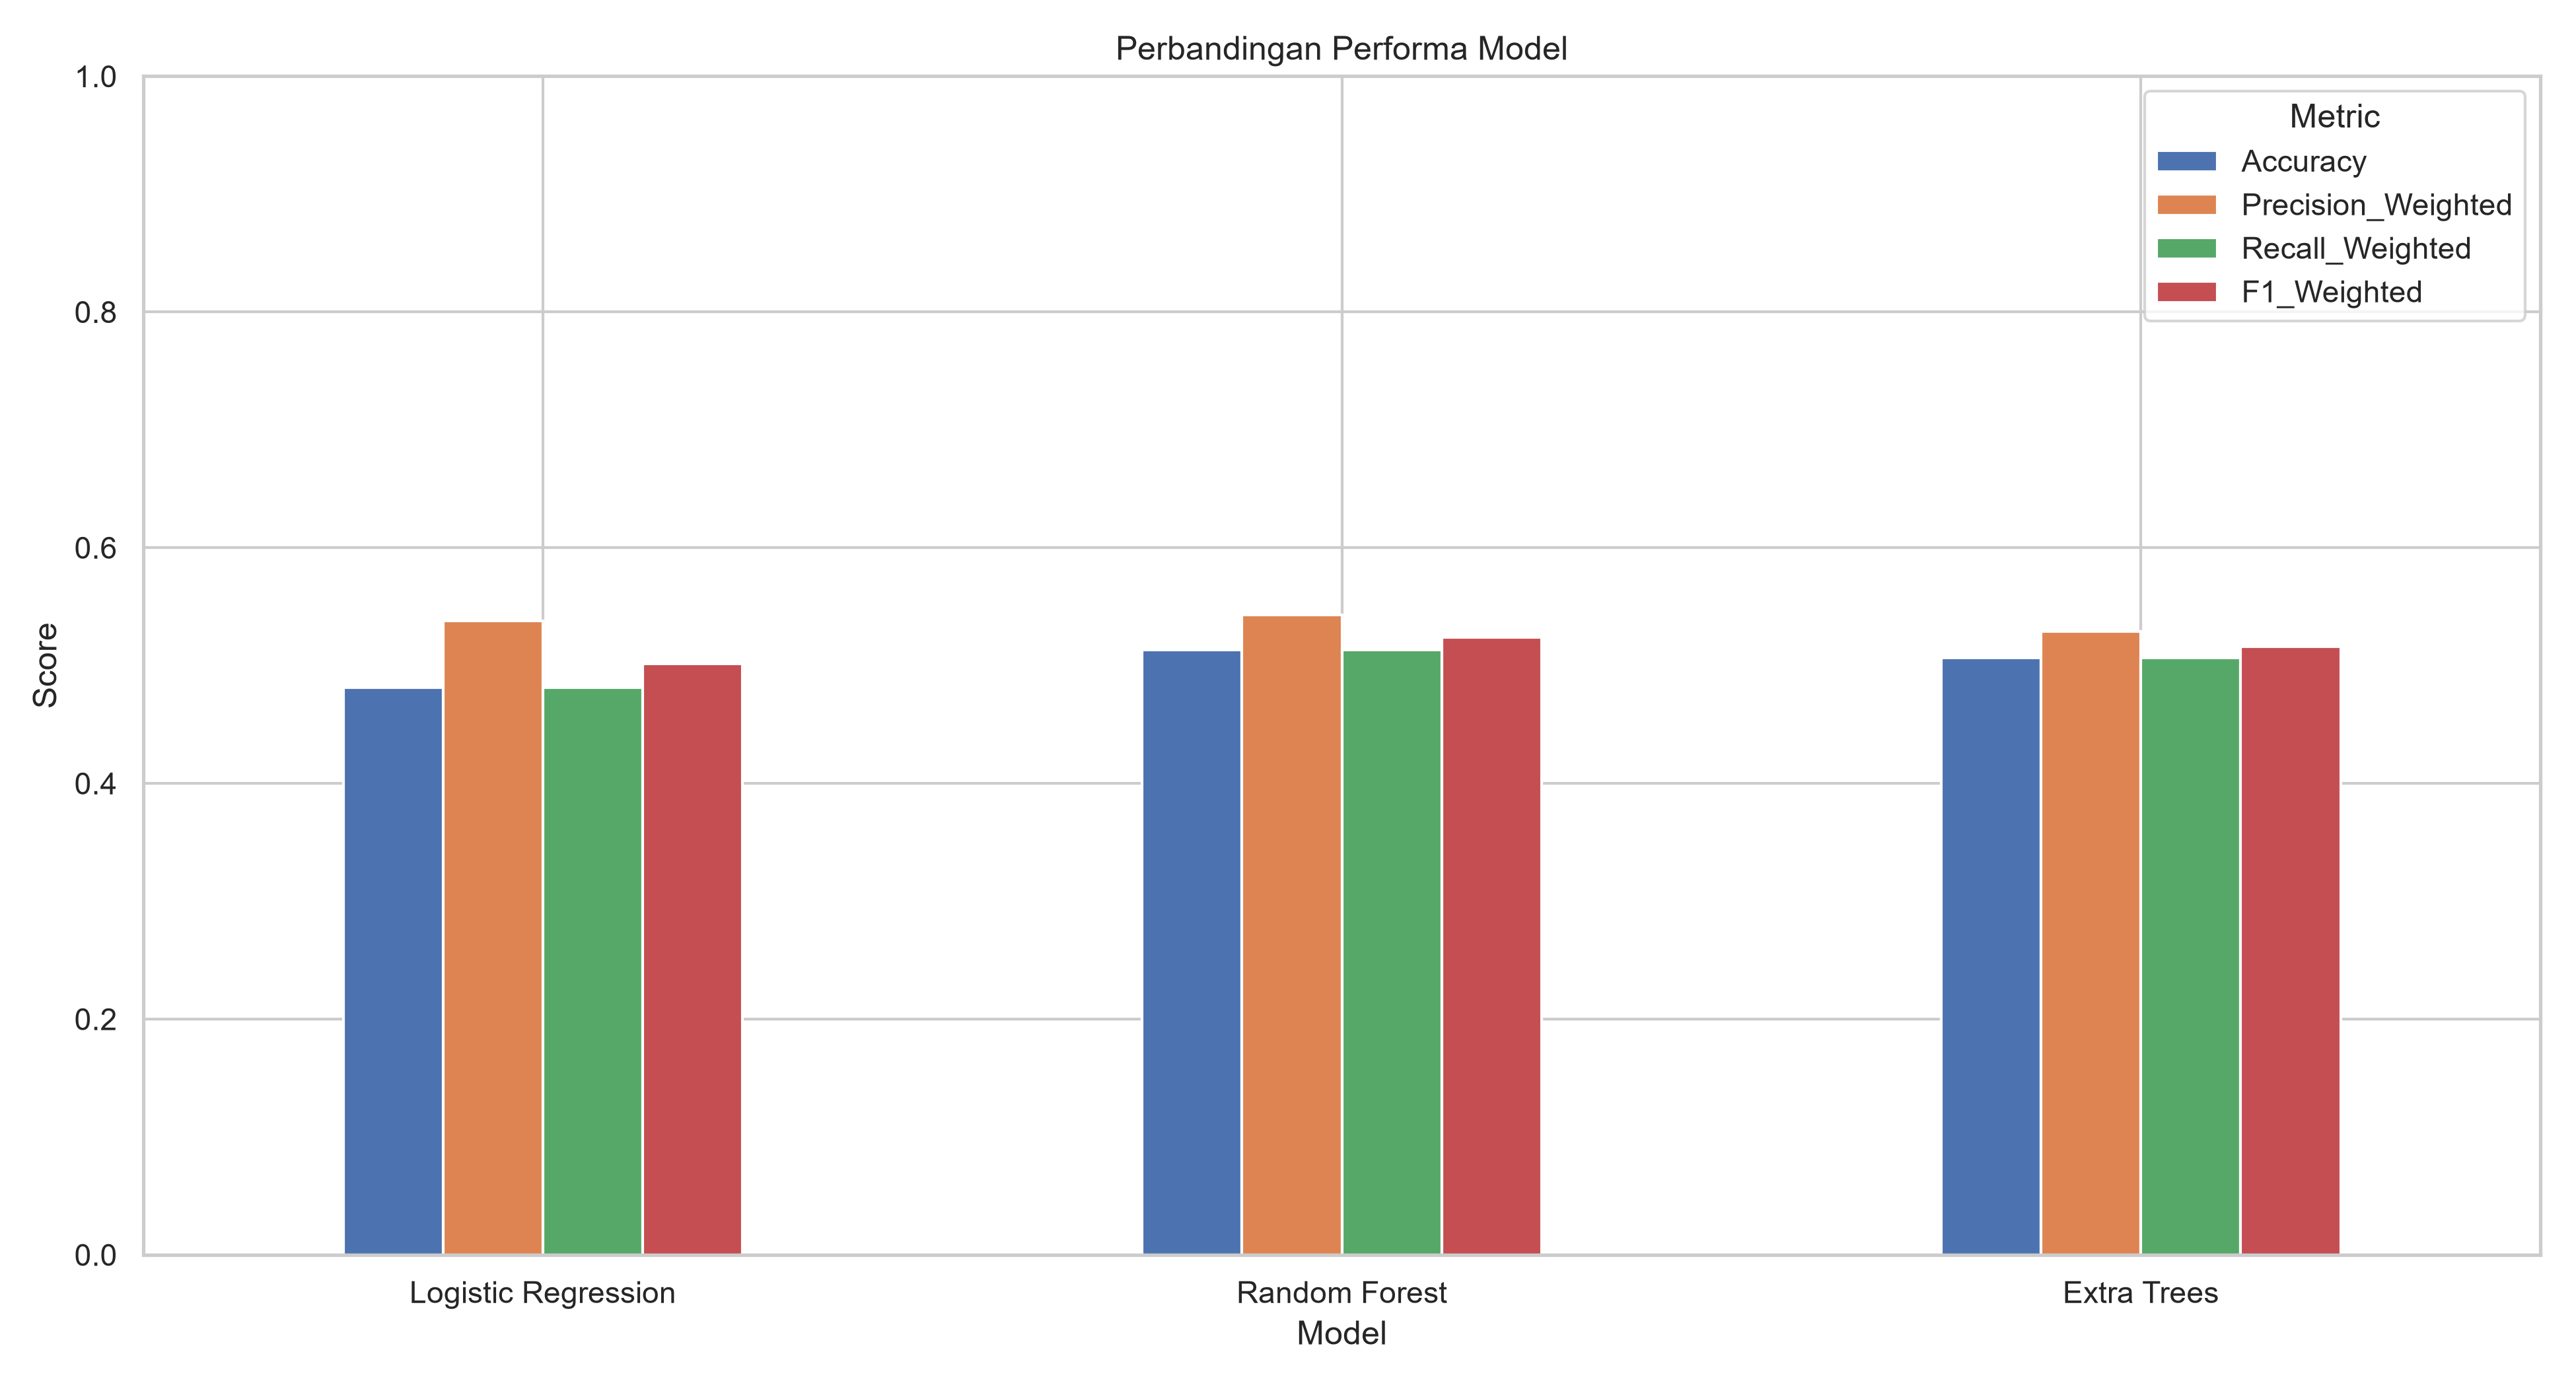 Perbandingan Performa Model
1.0
0.8
0.6
0.4
0.2
0.0
Score
Metric
Accuracy
Precision_Weighted
Recall_Weighted
F1_Weighted
Logistic Regression
Random Forest
Extra Trees
Model